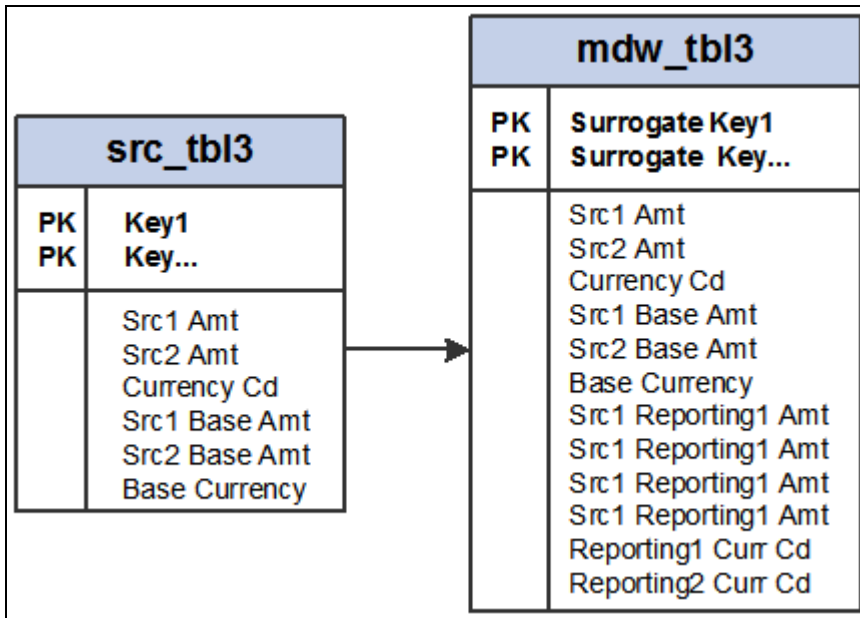 src_tbl3
PK Key1
PK Key...
Src1 Amt
Src2 Amt
Currency Cd
Src1 Base Amt
Src2 Base Amt
Base Currency
mdw_tbl3
PK Surrogate Key1
PK Surrogate Key...
Src1 Amt
Src2 Amt
Currency Cd
Src1 Base Amt
Src2 Base Amt
Base Currency
Src1 Reporting1 Amt
Src1 Reporting1 Amt
Src1 Reporting1 Amt
Src1 Reporting1 Amt
Reporting1 Curr Cd
Reporting2 Curr Cd